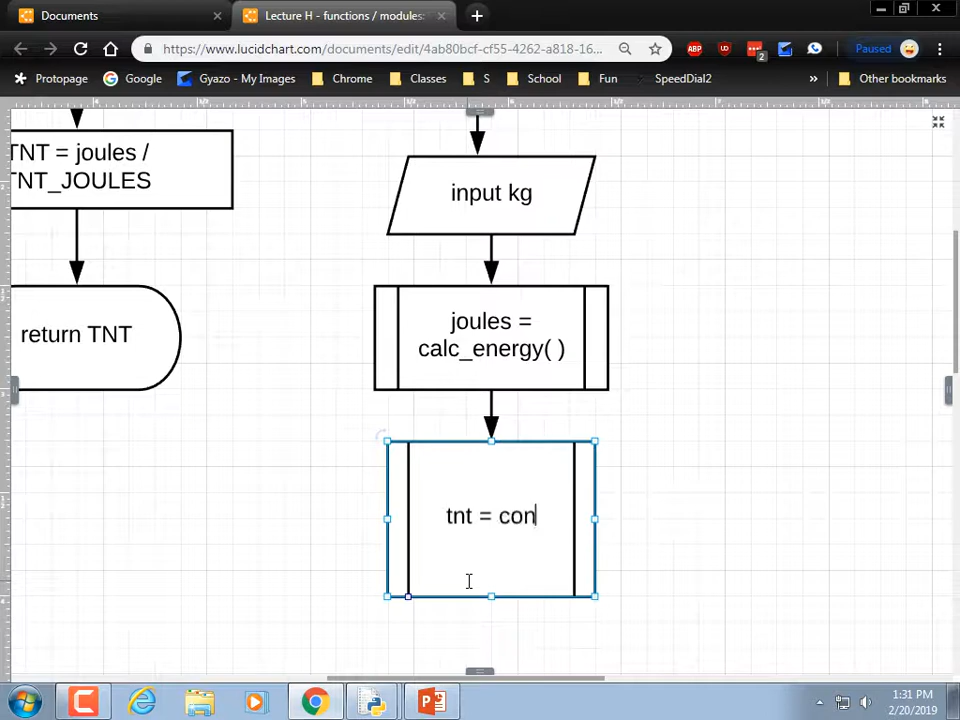 Documents
Lecture H - functions / modules:
https://www.lucidchart.com/documents/edit/4ab80bcf-cf55-4262-a818-16...
ABP
2
Paused
Protopage
Google
Gyazo - My Images
Chrome
Classes
S
School
Fun
SpeedDial2
»
Other bookmarks
TNT = joules /
TNT_JOULES
return TNT
input kg
joules =
calc_energy( )
tnt = con
1:31 PM
2/20/2019